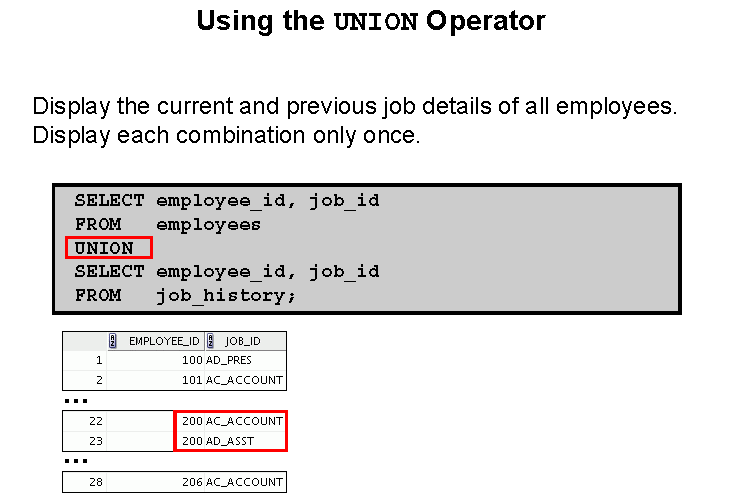 Using the UNION Operator
Display the current and previous job details of all employees.
Display each combination only once.
SELECT employee_id, job_id
FROM employees
UNION
SELECT employee_id, job_id
FROM job_history;
EMPLOYEE_ID JOB_ID
1 100 AD_PRES
2 101 AC_ACCOUNT
...
22 200 AC_ACCOUNT
23 200 AD_ASST
...
28 206 AC_ACCOUNT